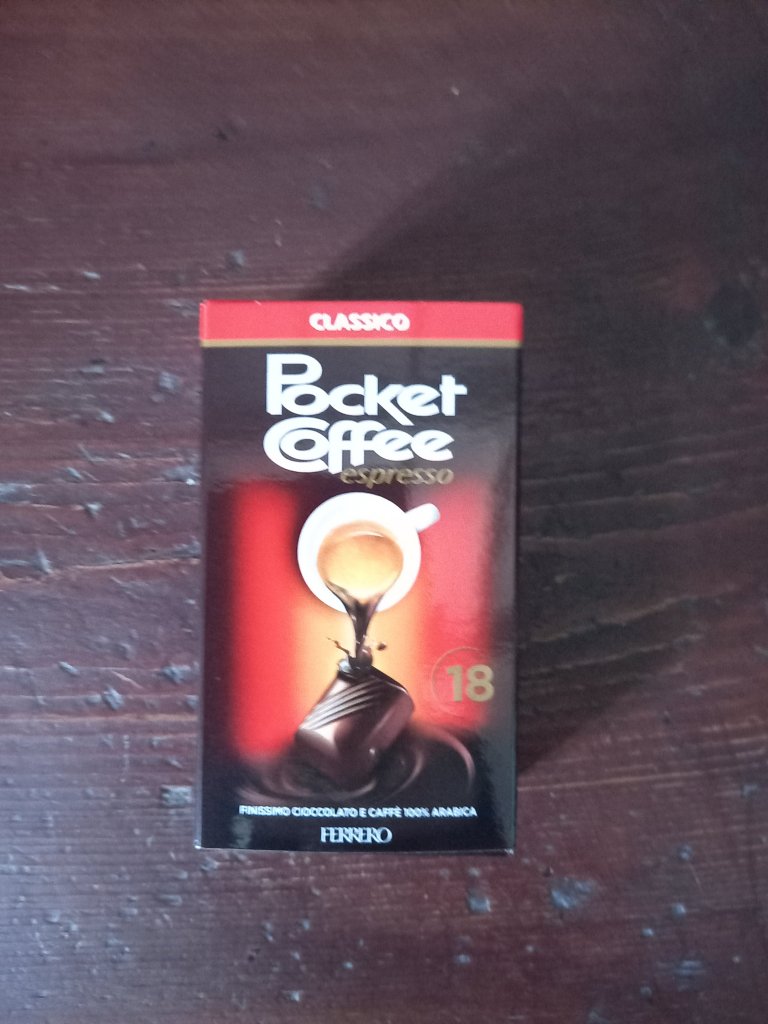 CLASSICO
Pocket
Coffee
espresso
18
FINISSIMO CIOCCOLATO E CAFFÈ 100% ARABICA
FERRERO